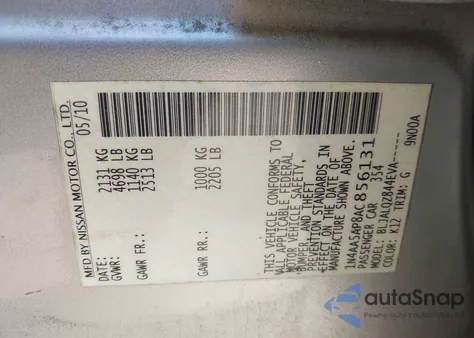 MFD BY NISSAN MOTOR CO., LTD.
DATE: 05/10
GVWR: 2131 KG
4698 LB
GAWR FR.: 1140 KG
2513 LB
GAWR RR.: 1000 KG
2205 LB
THIS VEHICLE CONFORMS TO
ALL APPLICABLE FEDERAL
MOTOR VEHICLE SAFETY,
BUMPER, AND THEFT
PREVENTION STANDARDS IN
EFFECT ON THE DATE OF
MANUFACTURE SHOWN ABOVE.
1N4AA5AP8AC856131
PASSENGER CAR 354
MODEL:
COLOR: K12 TRIM: G
9N00A
autaSnap